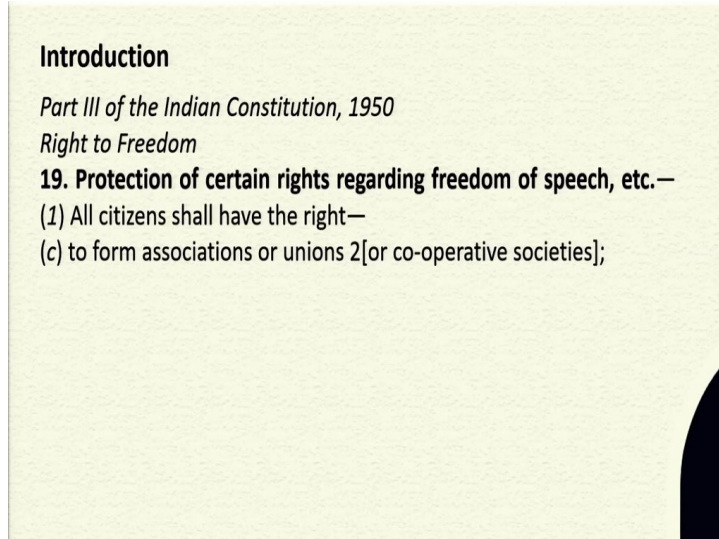 Introduction
Part III of the Indian Constitution, 1950
Right to Freedom
19. Protection of certain rights regarding freedom of speech, etc.—
(1) All citizens shall have the right—
(c) to form associations or unions 2[or co-operative societies];